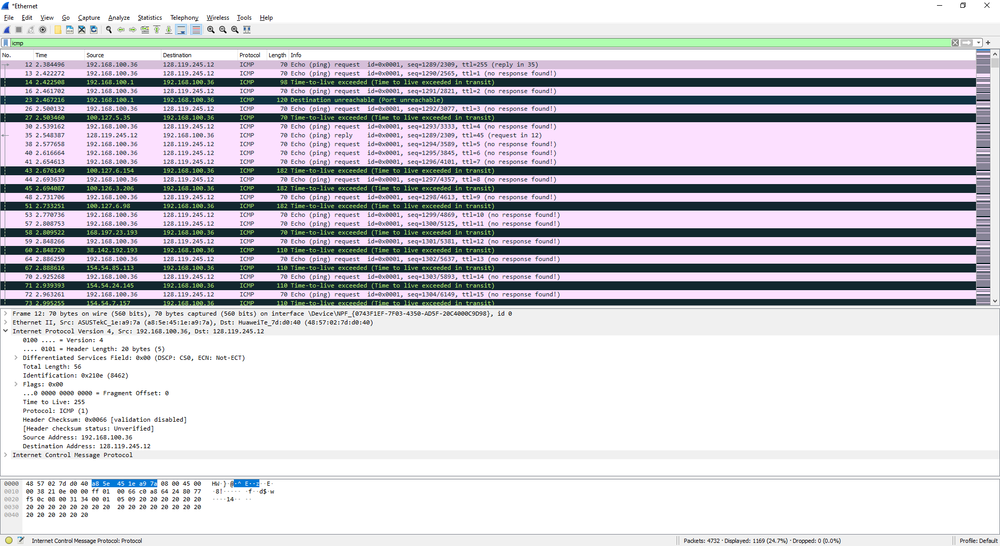 *Ethernet
File Edit View Go Capture Analyze Statistics Telephony Wireless Tools Help
icmp
No. Time Source Destination Protocol Length Info
12 2.384496 192.168.100.36 128.119.245.12 ICMP 70 Echo (ping) request id=0x0001, seq=1289/2309, ttl=255 (reply in 35)
13 2.422272 192.168.100.36 128.119.245.12 ICMP 70 Echo (ping) request id=0x0001, seq=1290/2565, ttl=1 (no response found!)
14 2.422508 192.168.100.1 192.168.100.36 ICMP 98 Time-to-live exceeded (Time to live exceeded in transit)
16 2.461702 192.168.100.36 128.119.245.12 ICMP 70 Echo (ping) request id=0x0001, seq=1291/2821, ttl=2 (no response found!)
23 2.467216 192.168.100.1 192.168.100.36 ICMP 120 Destination unreachable (Port unreachable)
26 2.500132 192.168.100.36 128.119.245.12 ICMP 70 Echo (ping) request id=0x0001, seq=1292/3077, ttl=3 (no response found!)
27 2.503460 100.127.5.35 192.168.100.36 ICMP 70 Time-to-live exceeded (Time to live exceeded in transit)
30 2.539162 192.168.100.36 128.119.245.12 ICMP 70 Echo (ping) request id=0x0001, seq=1293/3333, ttl=4 (no response found!)
35 2.548387 128.119.245.12 192.168.100.36 ICMP 70 Echo (ping) reply id=0x0001, seq=1289/2309, ttl=45 (request in 12)
38 2.577658 192.168.100.36 128.119.245.12 ICMP 70 Echo (ping) request id=0x0001, seq=1294/3589, ttl=5 (no response found!)
40 2.616664 192.168.100.36 128.119.245.12 ICMP 70 Echo (ping) request id=0x0001, seq=1295/3845, ttl=6 (no response found!)
41 2.654613 192.168.100.36 128.119.245.12 ICMP 70 Echo (ping) request id=0x0001, seq=1296/4101, ttl=7 (no response found!)
43 2.676149 100.127.6.154 192.168.100.36 ICMP 182 Time-to-live exceeded (Time to live exceeded in transit)
44 2.693637 192.168.100.36 128.119.245.12 ICMP 70 Echo (ping) request id=0x0001, seq=1297/4357, ttl=8 (no response found!)
45 2.694087 100.126.3.206 192.168.100.36 ICMP 182 Time-to-live exceeded (Time to live exceeded in transit)
48 2.731706 192.168.100.36 128.119.245.12 ICMP 70 Echo (ping) request id=0x0001, seq=1298/4613, ttl=9 (no response found!)
51 2.733251 100.127.6.98 192.168.100.36 ICMP 182 Time-to-live exceeded (Time to live exceeded in transit)
53 2.770736 192.168.100.36 128.119.245.12 ICMP 70 Echo (ping) request id=0x0001, seq=1299/4869, ttl=10 (no response found!)
57 2.808753 192.168.100.36 128.119.245.12 ICMP 70 Echo (ping) request id=0x0001, seq=1300/5125, ttl=11 (no response found!)
58 2.809522 168.197.23.193 192.168.100.36 ICMP 70 Time-to-live exceeded (Time to live exceeded in transit)
59 2.848266 192.168.100.36 128.119.245.12 ICMP 70 Echo (ping) request id=0x0001, seq=1301/5381, ttl=12 (no response found!)
60 2.848720 38.142.192.193 192.168.100.36 ICMP 110 Time-to-live exceeded (Time to live exceeded in transit)
64 2.886259 192.168.100.36 128.119.245.12 ICMP 70 Echo (ping) request id=0x0001, seq=1302/5637, ttl=13 (no response found!)
67 2.888616 154.54.85.113 192.168.100.36 ICMP 110 Time-to-live exceeded (Time to live exceeded in transit)
70 2.925268 192.168.100.36 128.119.245.12 ICMP 70 Echo (ping) request id=0x0001, seq=1303/5893, ttl=14 (no response found!)
71 2.939393 154.54.24.145 192.168.100.36 ICMP 110 Time-to-live exceeded (Time to live exceeded in transit)
72 2.963261 192.168.100.36 128.119.245.12 ICMP 70 Echo (ping) request id=0x0001, seq=1304/6149, ttl=15 (no response found!)
73 2.995255 154.54.7.157 192.168.100.36 ICMP 110 Time-to-live exceeded (Time to live exceeded in transit)
Frame 12: 70 bytes on wire (560 bits), 70 bytes captured (560 bits) on interface \Device\NPF_{0743F1EF-7F03-4350-AD5F-20C4000C9D98}, id 0
Ethernet II, Src: ASUSTekC_1e:a9:7a (a8:5e:45:1e:a9:7a), Dst: HuaweiTe_7d:d0:40 (48:57:02:7d:d0:40)
Internet Protocol Version 4, Src: 192.168.100.36, Dst: 128.119.245.12
0100 .... = Version: 4
.... 0101 = Header Length: 20 bytes (5)
Differentiated Services Field: 0x00 (DSCP: CS0, ECN: Not-ECT)
Total Length: 56
Identification: 0x210e (8462)
Flags: 0x00
...0 0000 0000 0000 = Fragment Offset: 0
Time to Live: 255
Protocol: ICMP (1)
Header Checksum: 0x0066 [validation disabled]
[Header checksum status: Unverified]
Source Address: 192.168.100.36
Destination Address: 128.119.245.12
Internet Control Message Protocol
0000 48 57 02 7d d0 40 a8 5e 45 1e a9 7a 08 00 45 00 HW·}·@·^ E··z··E·
0010 00 38 21 0e 00 00 ff 01 00 66 c0 a8 64 24 80 77 ·8!····· ·f··d$·w
0020 f5 0c 08 00 31 34 00 01 05 09 20 20 20 20 20 20 ····14·· ··
0030 20 20 20 20 20 20 20 20 20 20 20 20 20 20 20 20
0040 20 20 20 20 20 20
Internet Control Message Protocol: Protocol
Packets: 4732 · Displayed: 1169 (24.7%) · Dropped: 0 (0.0%)
Profile: Default